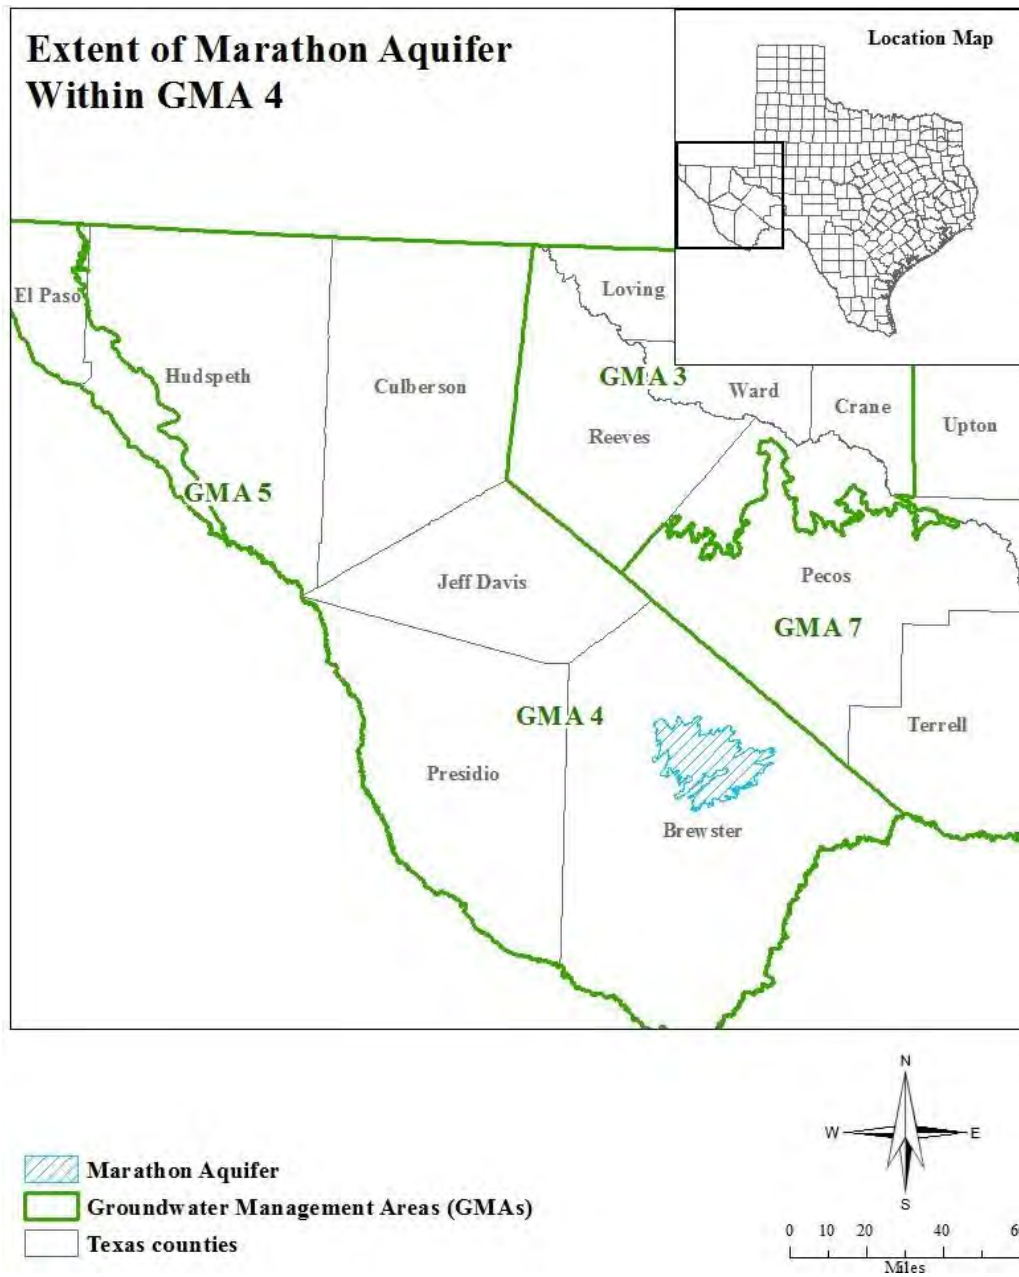 Extent of Marathon Aquifer
Within GMA 4
Location Map
El Paso
Hudspeth
Culberson
Loving
GMA 3
Ward
Crane
Upton
Reeves
GMA 5
Jeff Davis
Pecos
GMA 7
GMA 4
Terrell
Presidio
Brewster
N
W
E
S
Marathon Aquifer
Groundwater Management Areas (GMAs)
Texas counties
0 10 20 40
Miles